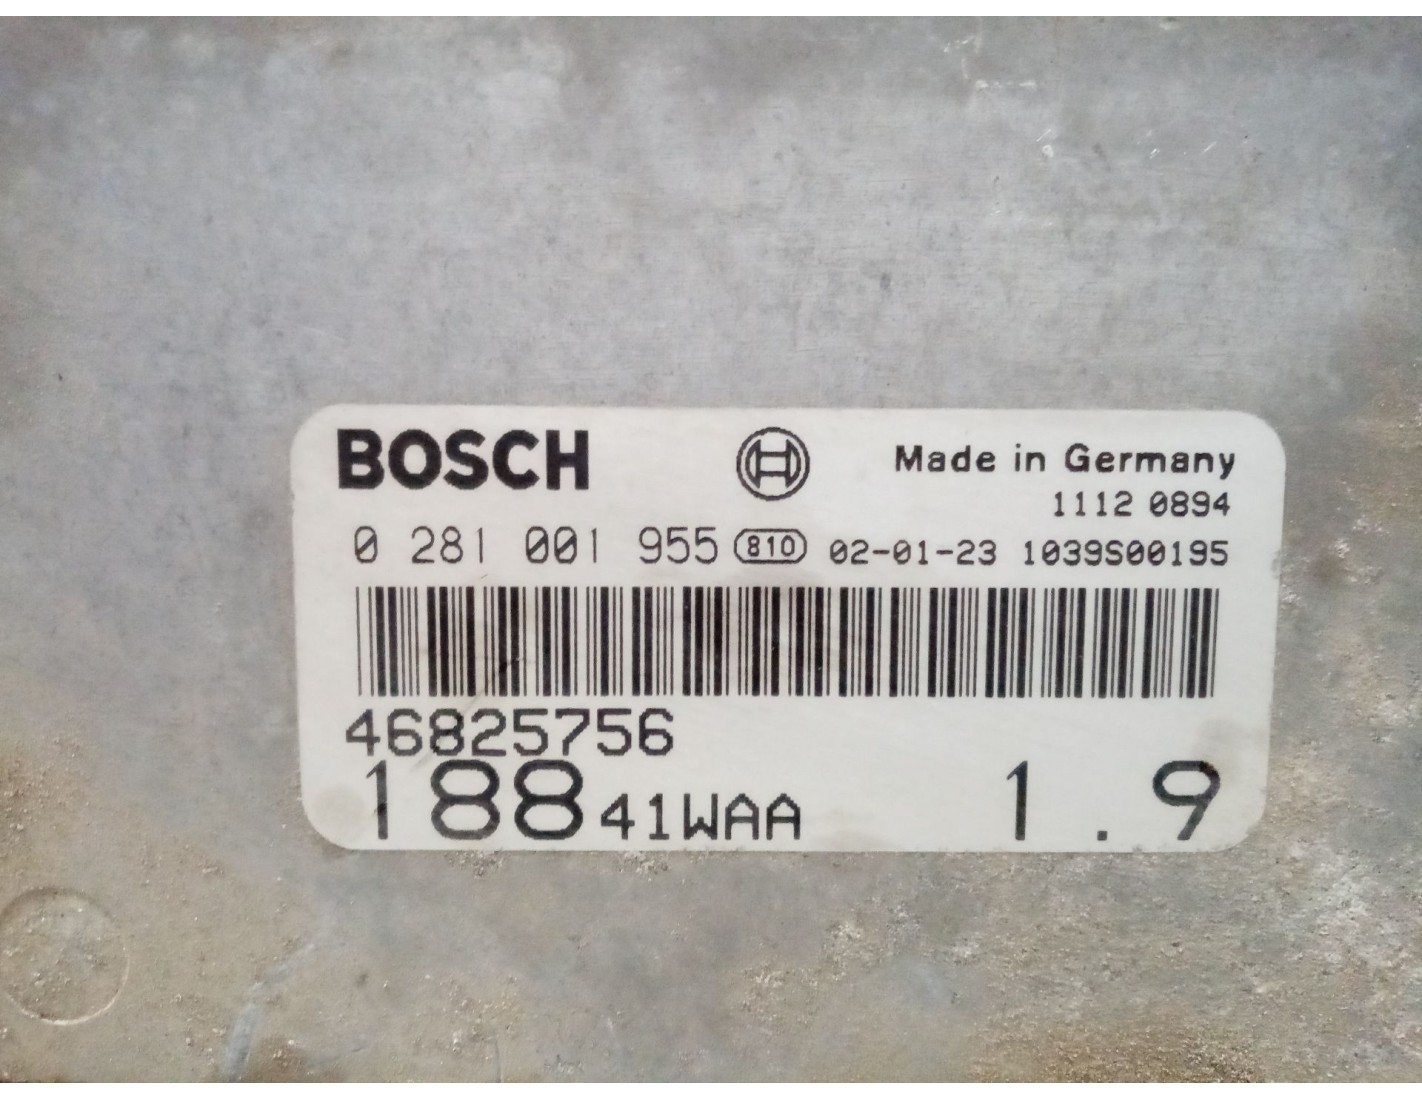 BOSCH Made in Germany
1112 0894
0 281 001 955 810 02-01-23 1039S00195
46825756
188 41WAA 1.9